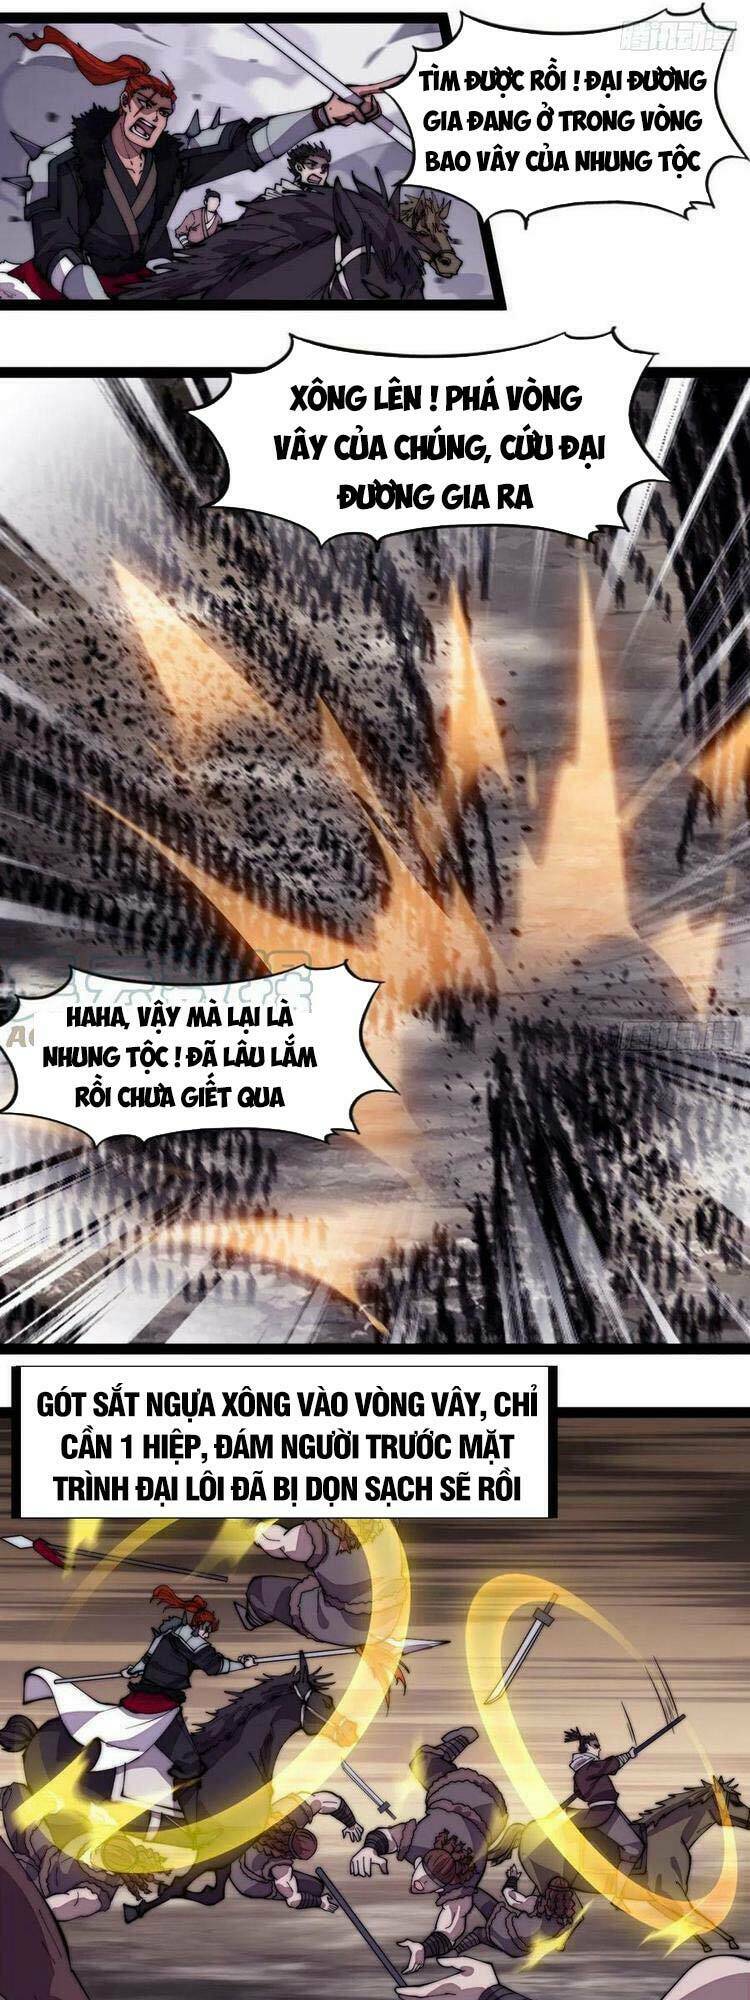 TÌM ĐƯỢC RỒI ! ĐẠI ĐƯƠNG
GIA ĐANG Ở TRONG VÒNG
BAO VÂY CỦA NHUNG TỘC
XÔNG LÊN ! PHÁ VÒNG
VÂY CỦA CHÚNG, CỨU ĐẠI
ĐƯƠNG GIA RA
HAHA, VẬY MÀ LẠI LÀ
NHUNG TỘC ! ĐÃ LÂU LẮM
RỒI CHƯA GIẾT QUA
GÓT SẮT NGỰA XÔNG VÀO VÒNG VÂY, CHỈ
CẦN 1 HIỆP, ĐÁM NGƯỜI TRƯỚC MẶT
TRÌNH ĐẠI LÔI ĐÃ BỊ DỌN SẠCH SẼ RỒI